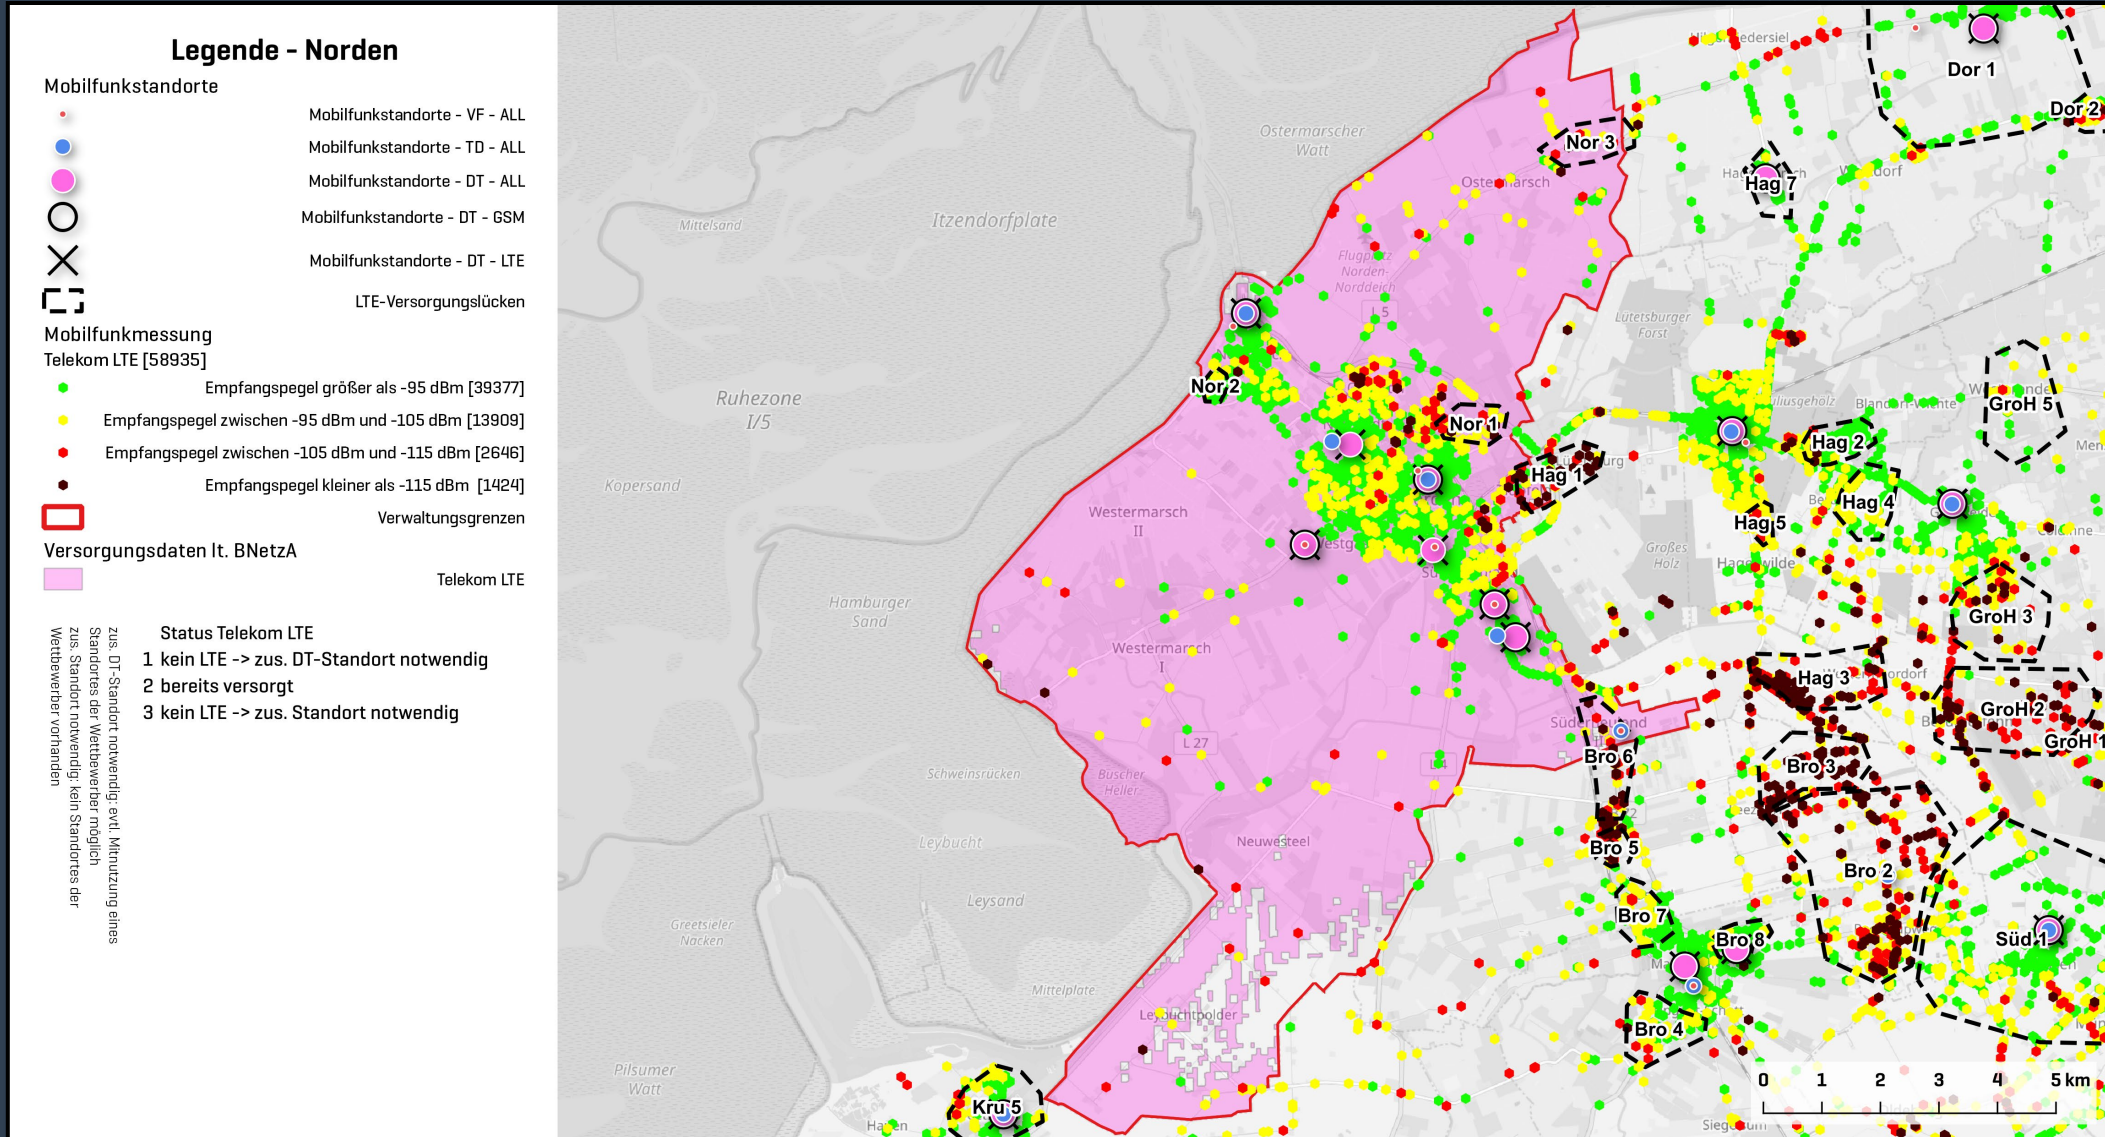 Legende - Norden
Mobilfunkstandorte
Mobilfunkstandorte - VF - ALL
Mobilfunkstandorte - TD - ALL
Mobilfunkstandorte - DT - ALL
Mobilfunkstandorte - DT - GSM
Mobilfunkstandorte - DT - LTE
LTE-Versorgungslücken
Mobilfunkmessung
Telekom LTE [58935]
Empfangspegel größer als -95 dBm [39377]
Empfangspegel zwischen -95 dBm und -105 dBm [13909]
Empfangspegel zwischen -105 dBm und -115 dBm [2646]
Empfangspegel kleiner als -115 dBm [1424]
Verwaltungsgrenzen
Versorgungsdaten lt. BNetzA
Telekom LTE
Status Telekom LTE
1 kein LTE -> zus. DT-Standort notwendig
2 bereits versorgt
3 kein LTE -> zus. Standort notwendig
zus. DT-Standort notwendig: evtl. Mitnutzung eines
Standortes der Wettbewerber möglich
zus. Standort notwendig: kein Standortes der
Wettbewerber vorhanden
Dor 1
Dor 2
Ostermarscher
Watt
Nor 3
Hag 7
Ostermarsch
Itzendorfplate
Mittelsand
Flugplatz
Norden-
Norddeich
L 5
Lütetsburger
Forst
Nor 2
Ruhezone
I/5
Juliusgehölz
Blandorf-Wichte
GroH 5
Nor 1
Hag 2
Hag 1
Hag 4
Kopersand
Westermarsch
II
Hag 5
Großes
Holz
Hamburger
Sand
GroH 3
Westermarsch
I
Hag 3
GroH 2
L 27
GroH 1
Bro 6
Schweinsrücken
Buscher
Heller
L 4
Bro 3
Leybucht
Neuwesteel
Bro 5
Bro 2
Leysand
Greetsieler
Nacken
Bro 7
Bro 8
Süd 1
Mittelplate
Leybuchtpolder
Bro 4
Pilsumer
Watt
Kru 5
0 1 2 3 4 5 km